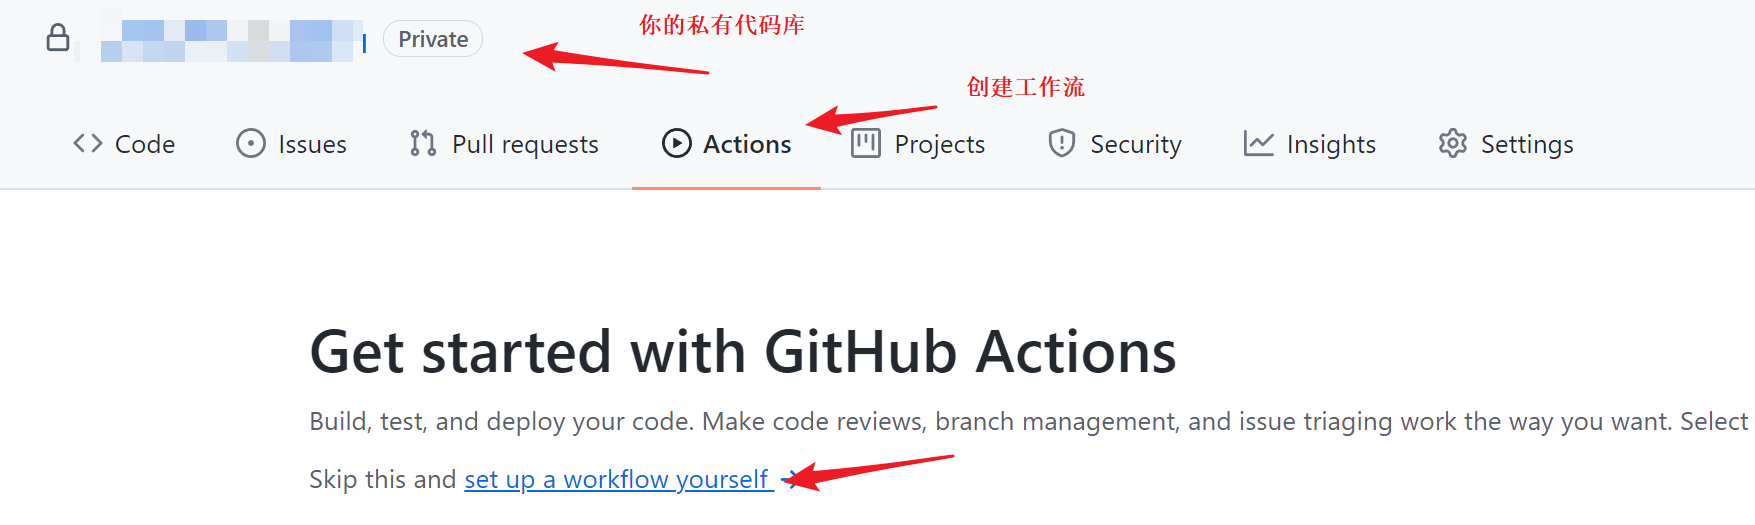 你的私有代码库
Private
创建工作流
Code Issues Pull requests Actions Projects Security Insights Settings
Get started with GitHub Actions
Build, test, and deploy your code. Make code reviews, branch management, and issue triaging work the way you want. Select
Skip this and set up a workflow yourself